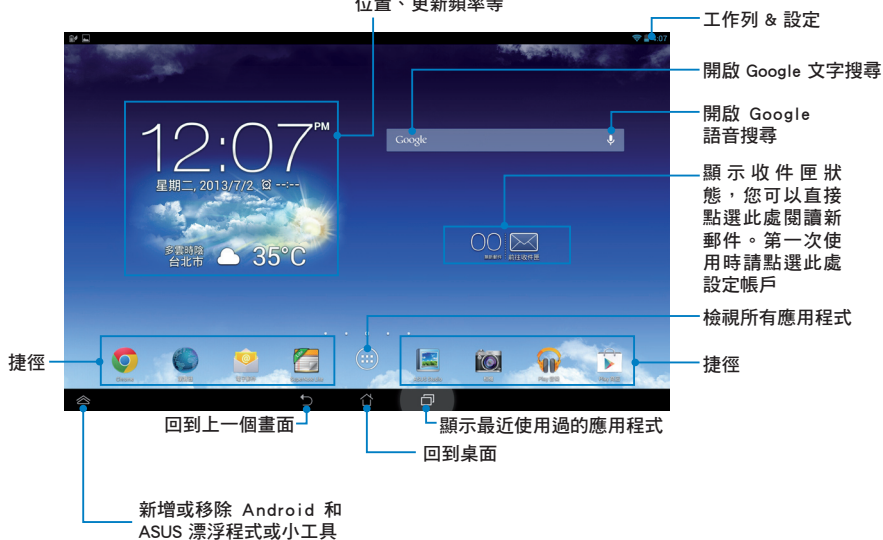 位置、更新頻率等
工作列 & 設定
開啟 Google 文字搜尋
開啟 Google
語音搜尋
顯示收件匣狀
態,您可以直接
點選此處閱讀新
郵件。第一次使
用時請點選此處
設定帳戶
檢視所有應用程式
捷徑
捷徑
4:07
12:07 PM
星期二, 2013/7/2 --:--
多雲時陰
台北市
35°C
Google
00
前往收件匣
Chrome
回到上一個畫面
顯示最近使用過的應用程式
回到桌面
新增或移除 Android 和
ASUS 漂浮程式或小工具